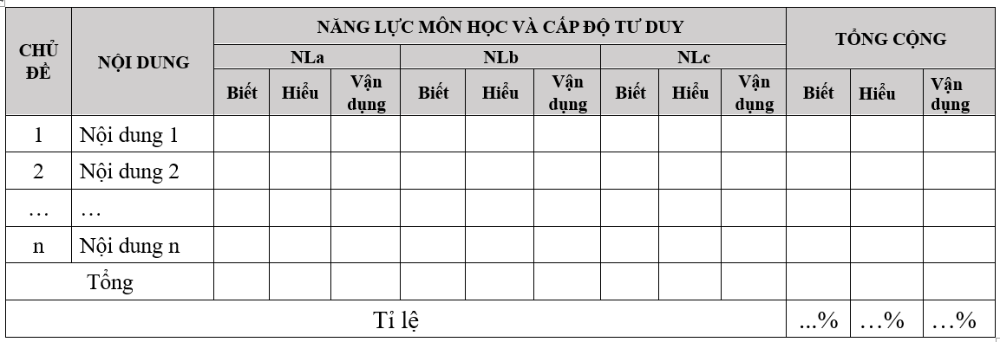 CHỦ ĐỀ
NỘI DUNG
NĂNG LỰC MÔN HỌC VÀ CẤP ĐỘ TƯ DUY
TỔNG CỘNG
NLa
NLb
NLc
Biết
Hiểu
Vận dụng
Biết
Hiểu
Vận dụng
Biết
Hiểu
Vận dụng
Biết
Hiểu
Vận dụng
1
Nội dung 1
2
Nội dung 2
…
…
n
Nội dung n
Tổng
Tỉ lệ
...%
…%
…%